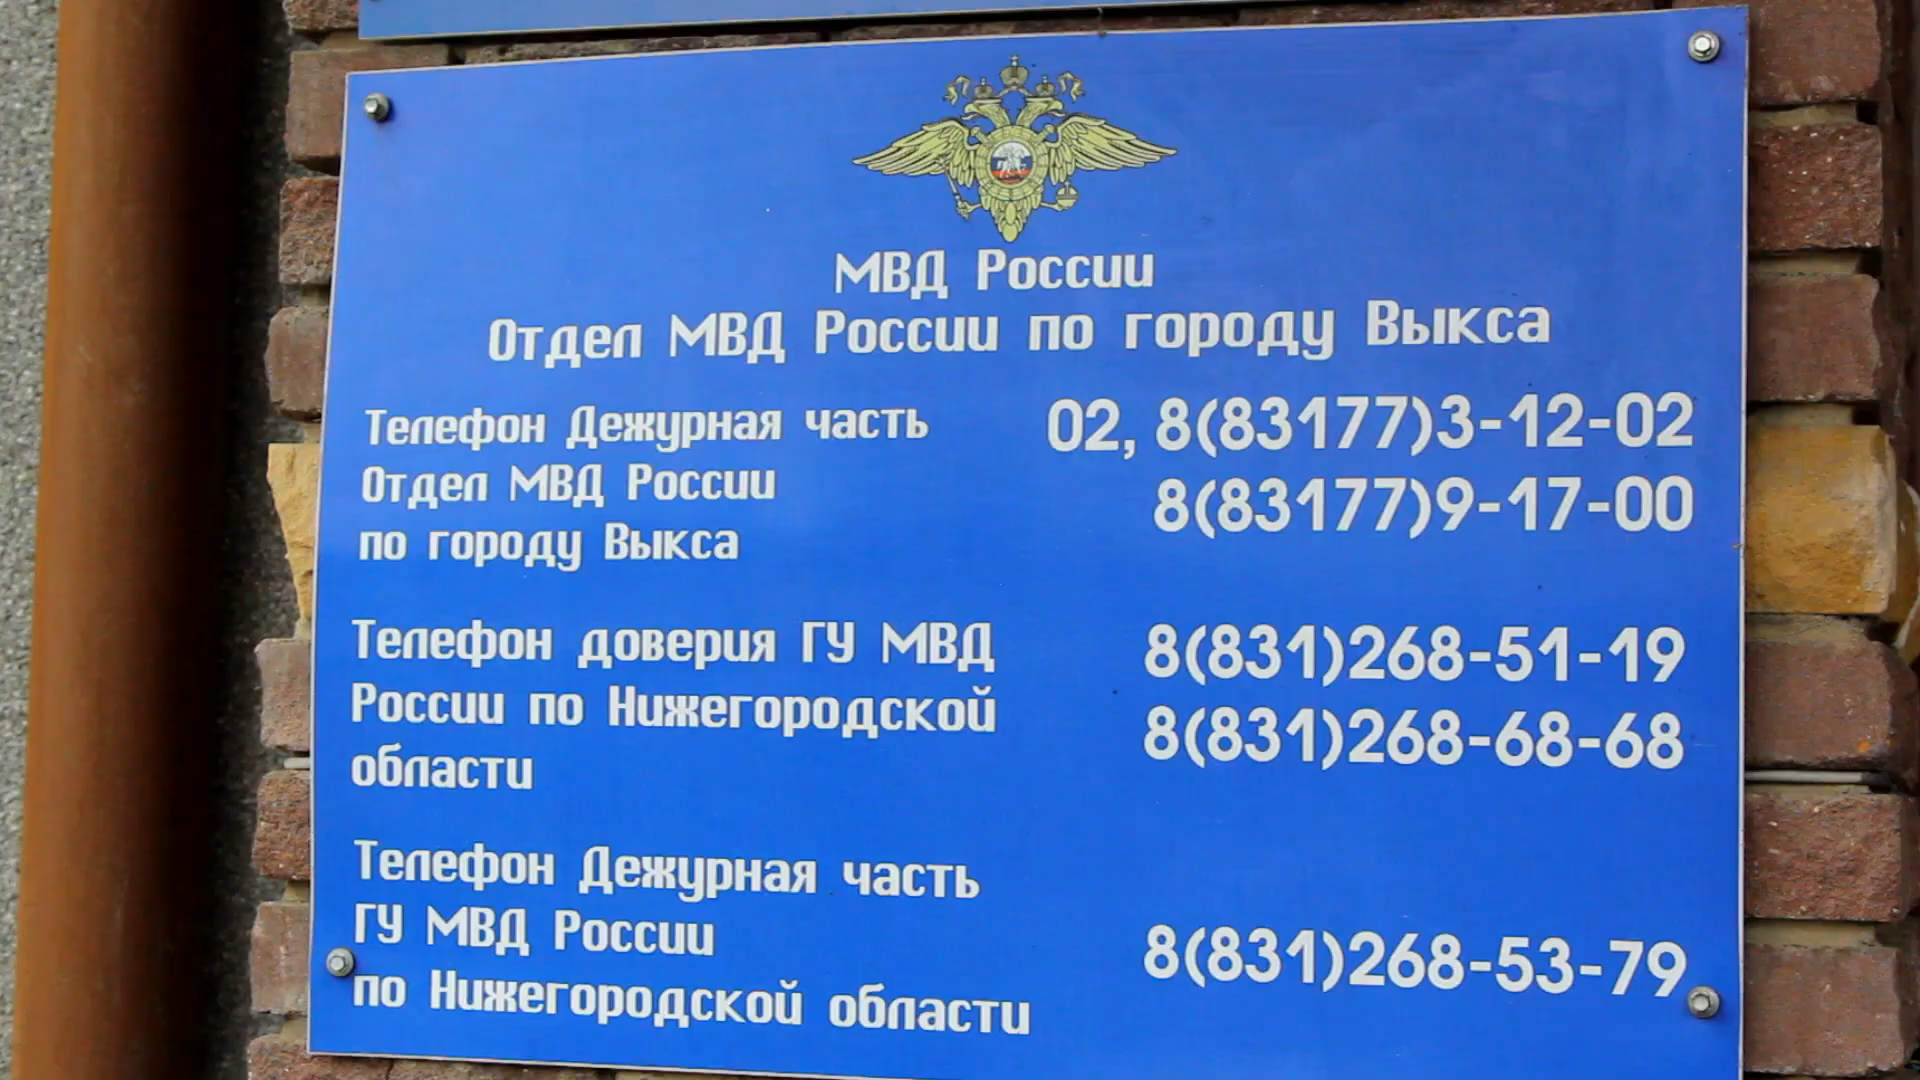 МВД России
Отдел МВД России по городу Выкса
Телефон Дежурная часть 02, 8(83177)3-12-02
Отдел МВД России 8(83177)9-17-00
по городу Выкса
Телефон доверия ГУ МВД 8(831)268-51-19
России по Нижегородской 8(831)268-68-68
области
Телефон Дежурная часть
ГУ МВД России 8(831)268-53-79
по Нижегородской области